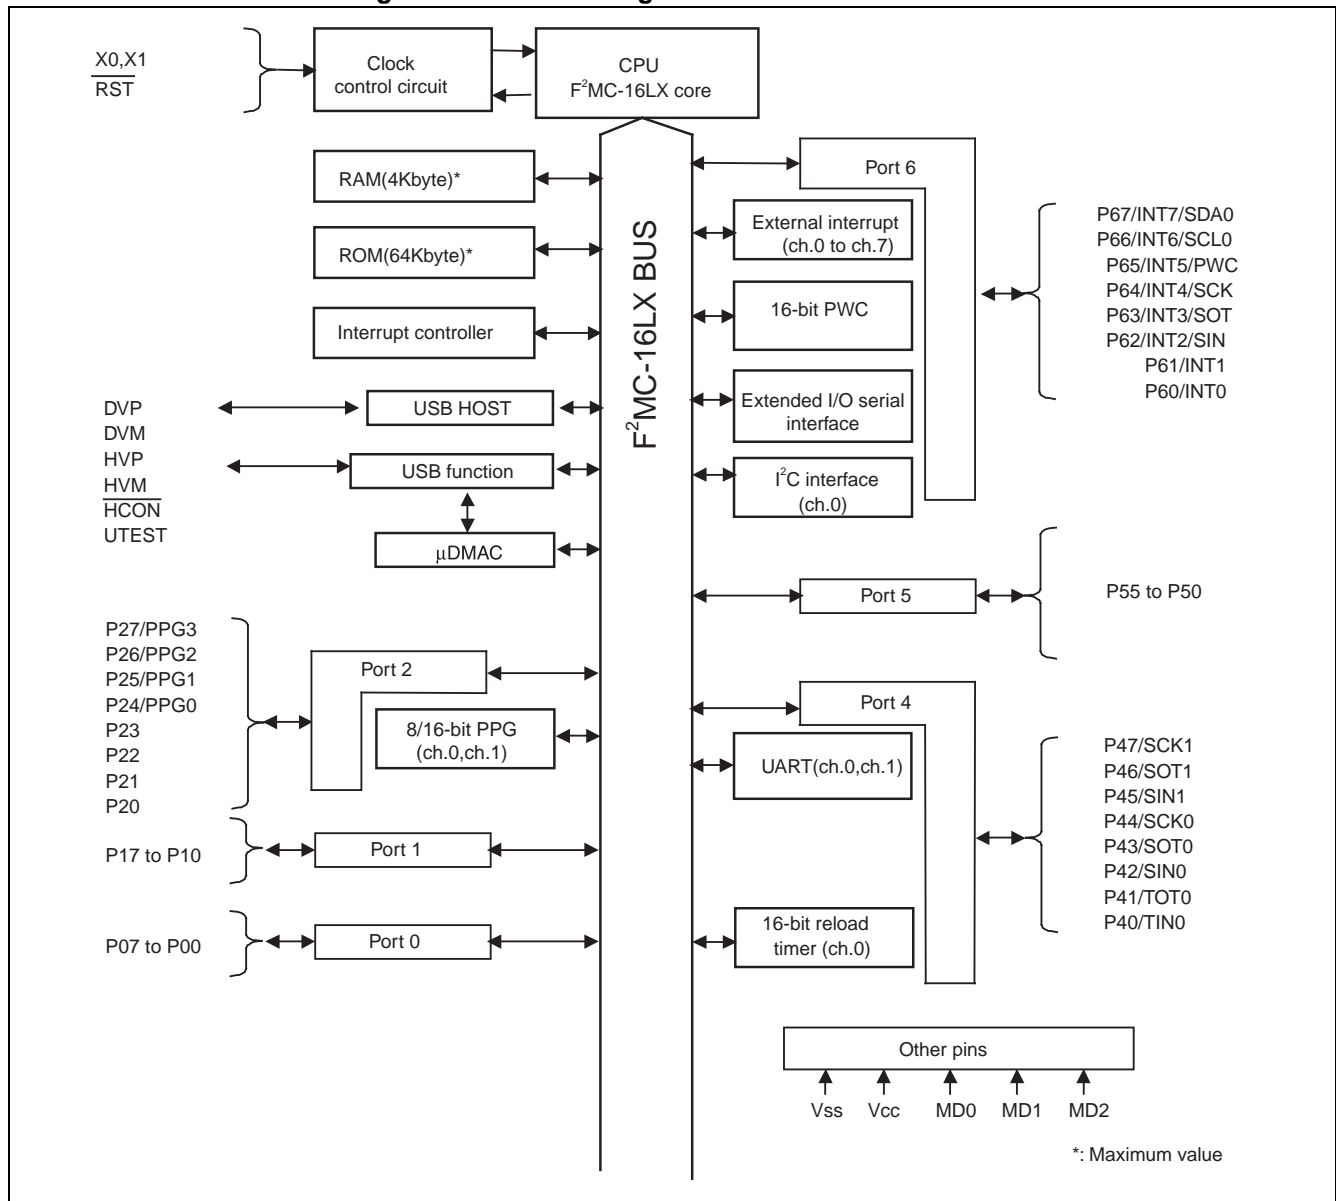 X0,X1
RST
Clock
control circuit
CPU
F²MC-16LX core
RAM(4Kbyte)*
ROM(64Kbyte)*
Interrupt controller
DVP
DVM
HVP
HVM
HCON
UTEST
USB HOST
USB function
μDMAC
P27/PPG3
P26/PPG2
P25/PPG1
P24/PPG0
P23
P22
P21
P20
Port 2
8/16-bit PPG
(ch.0,ch.1)
P17 to P10
Port 1
P07 to P00
Port 0
F²MC-16LX BUS
Port 6
External interrupt
(ch.0 to ch.7)
16-bit PWC
Extended I/O serial
interface
I²C interface
(ch.0)
P67/INT7/SDA0
P66/INT6/SCL0
P65/INT5/PWC
P64/INT4/SCK
P63/INT3/SOT
P62/INT2/SIN
P61/INT1
P60/INT0
Port 5
P55 to P50
Port 4
UART(ch.0,ch.1)
16-bit reload
timer (ch.0)
P47/SCK1
P46/SOT1
P45/SIN1
P44/SCK0
P43/SOT0
P42/SIN0
P41/TOT0
P40/TIN0
Other pins
Vss Vcc MD0 MD1 MD2
*: Maximum value